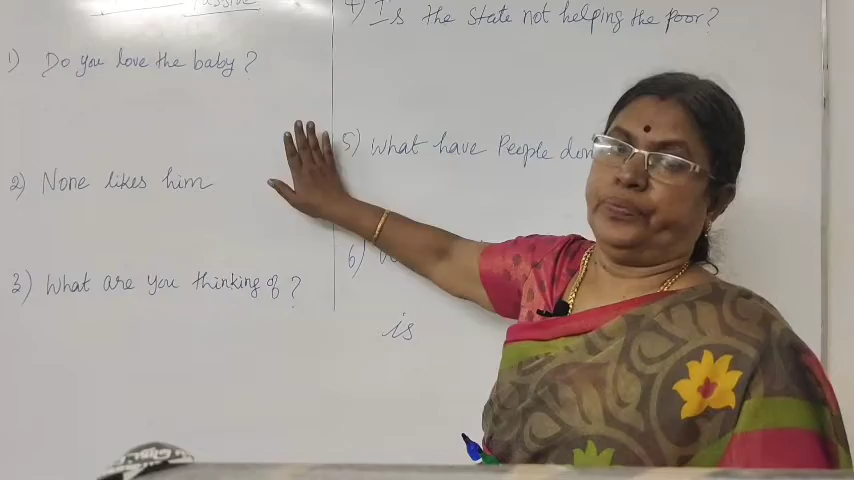 Passive
1) Do you love the baby?
2) None likes him
3) What are you thinking of?
4) Is the State not helping the poor?
5) What have People
6)
is